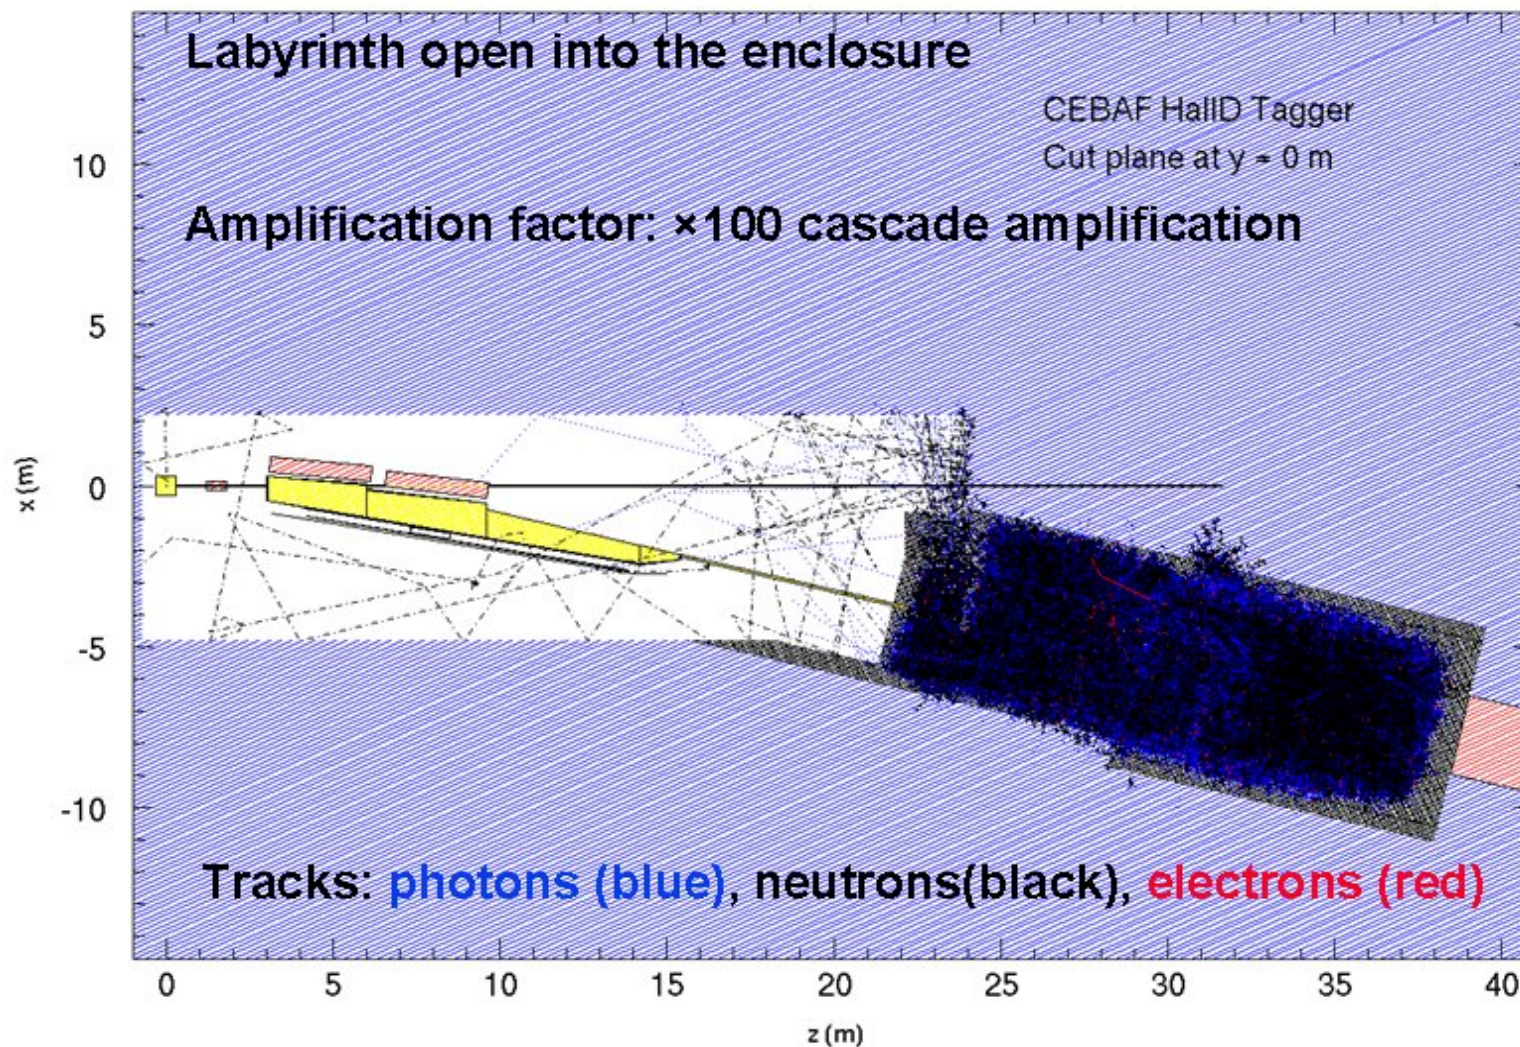 Labyrinth open into the enclosure
CEBAF HallD Tagger
Cut plane at y = 0 m
Amplification factor: ×100 cascade amplification
10
5
0
-5
-10
x (m)
Tracks: photons (blue), neutrons(black), electrons (red)
0 5 10 15 20 25 30 35 40
z (m)